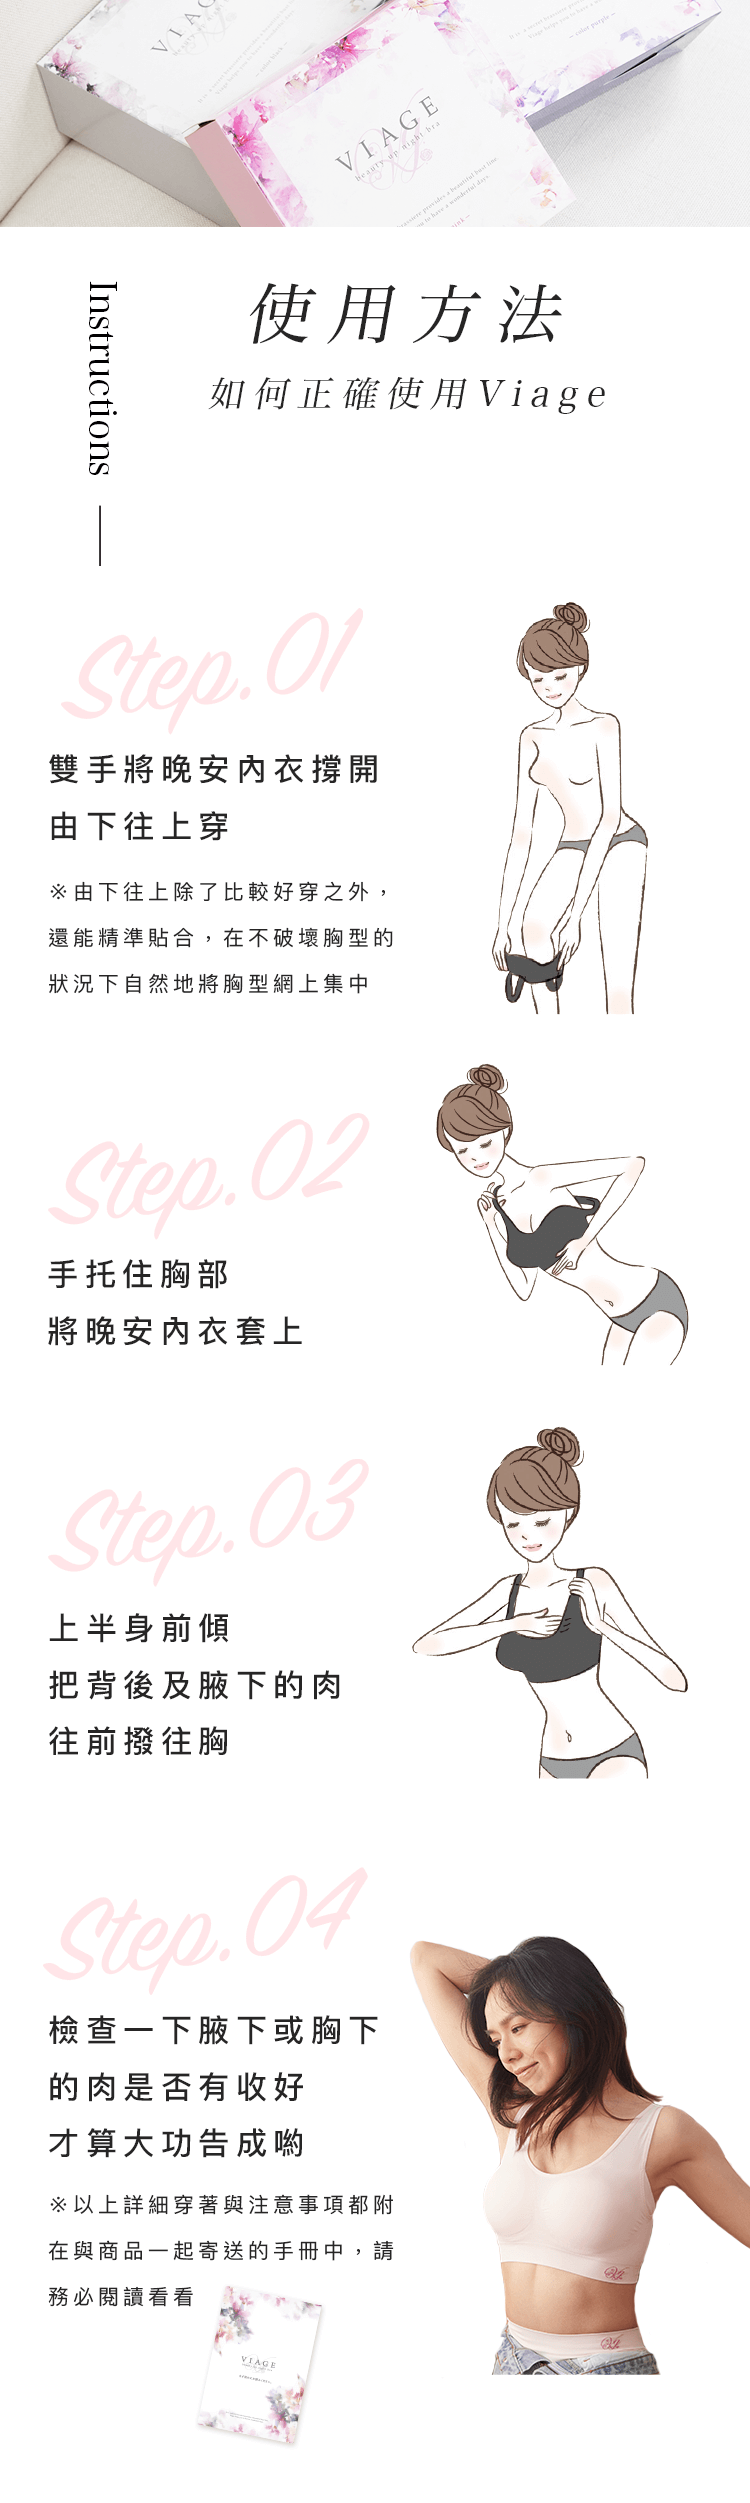 VIAGE
VIAGE
beauty up night bra
使用方法
如何正確使用Viage
Instructions
Step.01
雙手將晚安內衣撐開
由下往上穿
※由下往上除了比較好穿之外，
還能精準貼合，在不破壞胸型的
狀況下自然地將胸型網上集中
Step.02
手托住胸部
將晚安內衣套上
Step.03
上半身前傾
把背後及腋下的肉
往前撥往胸
Step.04
檢查一下腋下或胸下
的肉是否有收好
才算大功告成喲
※以上詳細穿著與注意事項都附
在與商品一起寄送的手冊中，請
務必閱讀看看
VIAGE